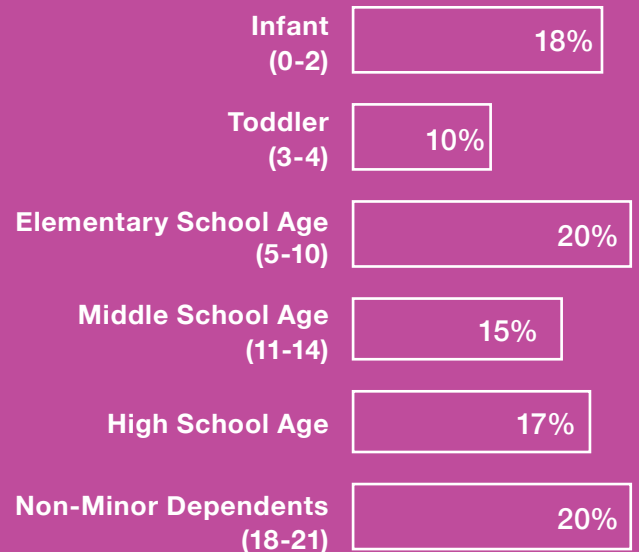 Infant
(0-2)
18%
Toddler
(3-4)
10%
Elementary School Age
(5-10)
20%
Middle School Age
(11-14)
15%
High School Age
17%
Non-Minor Dependents
(18-21)
20%